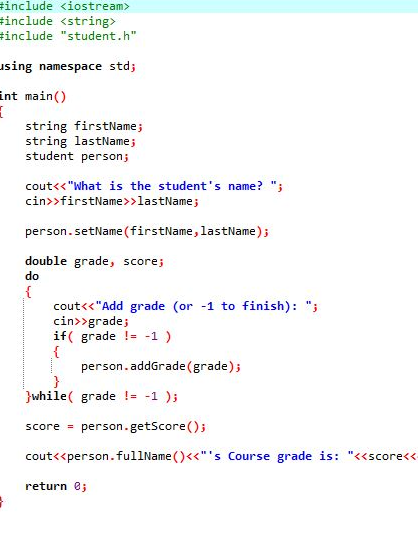 #include <iostream>
#include <string>
#include "student.h"
using namespace std;
int main()
{
string firstName;
string lastName;
student person;
cout<<"What is the student's name? ";
cin>>firstName>>lastName;
person.setName(firstName,lastName);
double grade, score;
do
{
cout<<"Add grade (or -1 to finish): ";
cin>>grade;
if( grade != -1 )
{
person.addGrade(grade);
}
}while( grade != -1 );
score = person.getScore();
cout<<person.fullName()<<"'s Course grade is: "<<score<<
return 0;
}